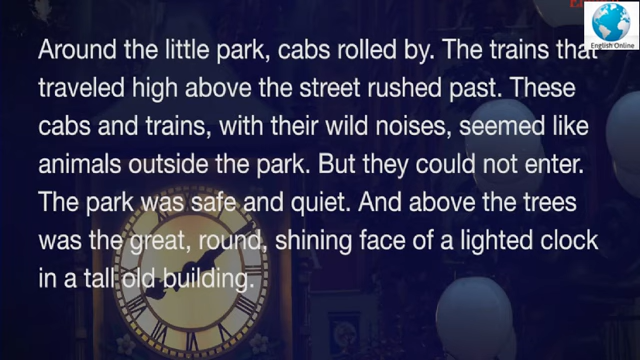 Around the little park, cabs rolled by. The trains that
traveled high above the street rushed past. These
cabs and trains, with their wild noises, seemed like
animals outside the park. But they could not enter.
The park was safe and quiet. And above the trees
was the great, round, shining face of a lighted clock
in a tall old building.
English Online